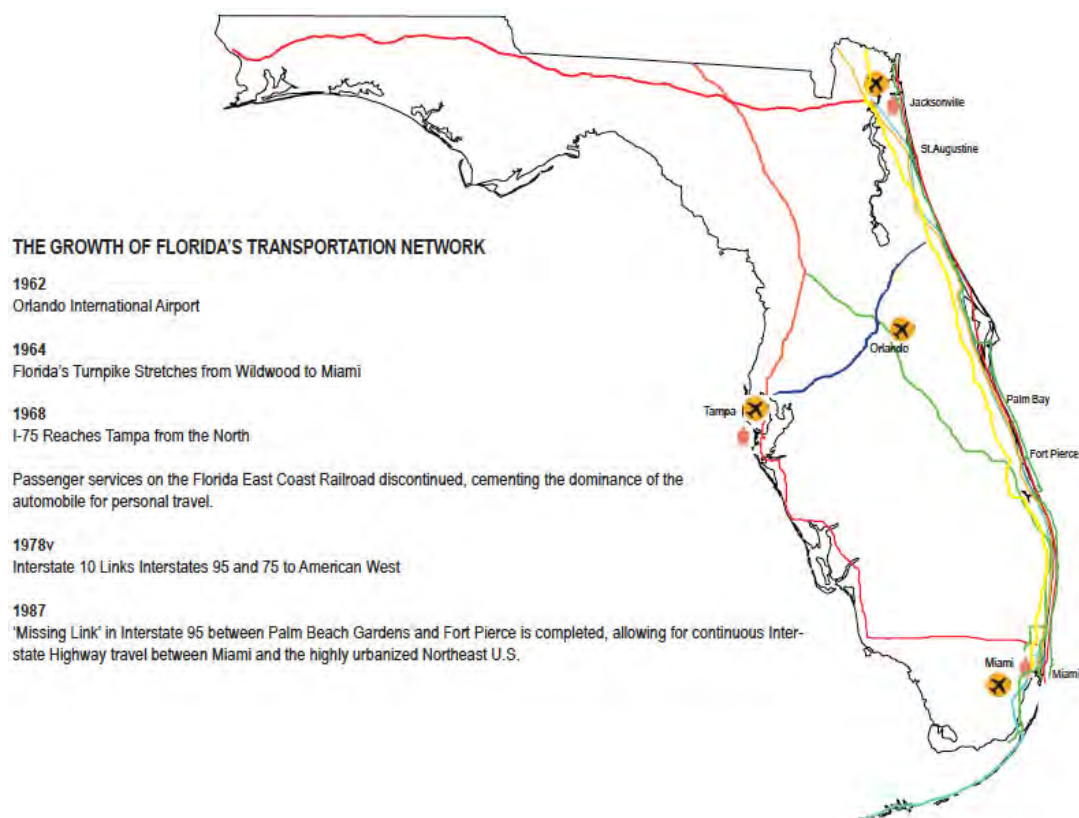 Jacksonville
St.Augustine
THE GROWTH OF FLORIDA'S TRANSPORTATION NETWORK
1962
Orlando International Airport
1964
Florida's Turnpike Stretches from Wildwood to Miami
1968
I-75 Reaches Tampa from the North
Passenger services on the Florida East Coast Railroad discontinued, cementing the dominance of the
automobile for personal travel.
1978v
Interstate 10 Links Interstates 95 and 75 to American West
1987
'Missing Link' in Interstate 95 between Palm Beach Gardens and Fort Pierce is completed, allowing for continuous Inter-
state Highway travel between Miami and the highly urbanized Northeast U.S.
Orlando
Tampa
Palm Bay
Fort Pierce
Miami
Miami